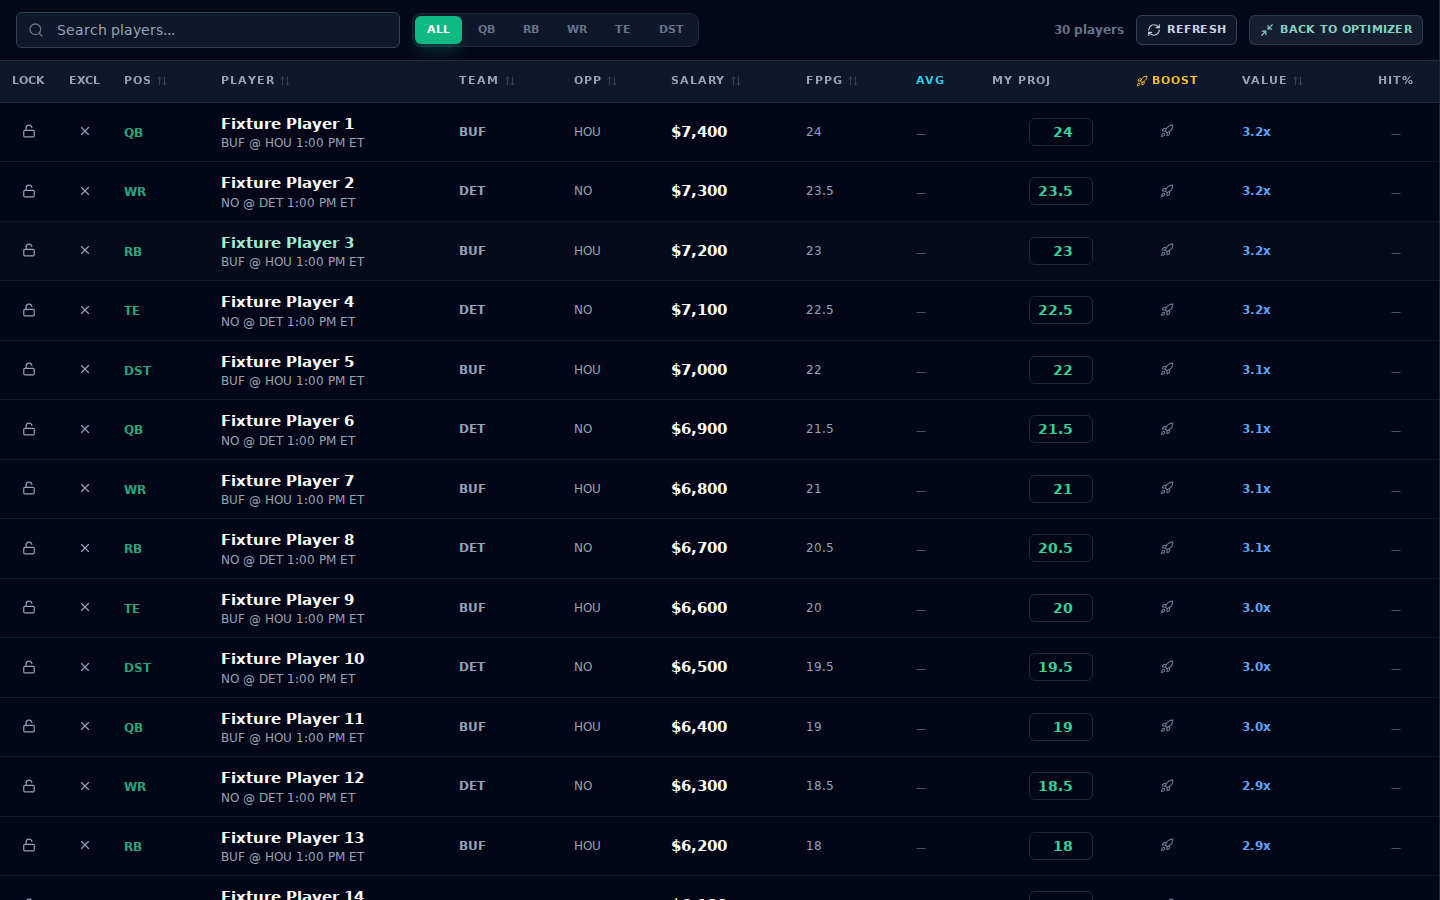 Search players...
ALL QB RB WR TE DST
30 players
REFRESH
BACK TO OPTIMIZER
LOCK EXCL POS PLAYER TEAM OPP SALARY FPPG AVG MY PROJ BOOST VALUE HIT%
QB Fixture Player 1 BUF HOU $7,400 24 — 24 3.2x —
BUF @ HOU 1:00 PM ET
WR Fixture Player 2 DET NO $7,300 23.5 — 23.5 3.2x —
NO @ DET 1:00 PM ET
RB Fixture Player 3 BUF HOU $7,200 23 — 23 3.2x —
BUF @ HOU 1:00 PM ET
TE Fixture Player 4 DET NO $7,100 22.5 — 22.5 3.2x —
NO @ DET 1:00 PM ET
DST Fixture Player 5 BUF HOU $7,000 22 — 22 3.1x —
BUF @ HOU 1:00 PM ET
QB Fixture Player 6 DET NO $6,900 21.5 — 21.5 3.1x —
NO @ DET 1:00 PM ET
WR Fixture Player 7 BUF HOU $6,800 21 — 21 3.1x —
BUF @ HOU 1:00 PM ET
RB Fixture Player 8 DET NO $6,700 20.5 — 20.5 3.1x —
NO @ DET 1:00 PM ET
TE Fixture Player 9 BUF HOU $6,600 20 — 20 3.0x —
BUF @ HOU 1:00 PM ET
DST Fixture Player 10 DET NO $6,500 19.5 — 19.5 3.0x —
NO @ DET 1:00 PM ET
QB Fixture Player 11 BUF HOU $6,400 19 — 19 3.0x —
BUF @ HOU 1:00 PM ET
WR Fixture Player 12 DET NO $6,300 18.5 — 18.5 2.9x —
NO @ DET 1:00 PM ET
RB Fixture Player 13 BUF HOU $6,200 18 — 18 2.9x —
BUF @ HOU 1:00 PM ET
Fixture Player 14